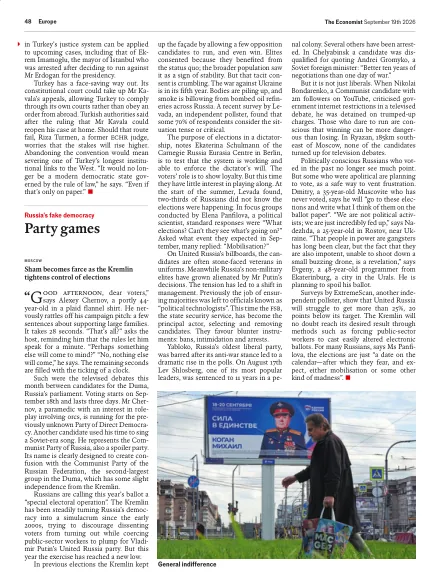 48 Europe
The Economist September 19th 2026
in Turkey's justice system can be applied
to upcoming cases, including that of Ek-
rem Imamoglu, the mayor of Istanbul who
was arrested after deciding to run against
Mr Erdogan for the presidency.
Turkey has a face-saving way out. Its
constitutional court could take up Mr Ka-
vala's appeals, allowing Turkey to comply
through its own courts rather than obey an
order from abroad. Turkish authorities said
after the ruling that Mr Kavala could
reopen his case at home. Should that route
fail, Riza Turmen, a former ECHR judge,
worries that the stakes will rise higher.
Abandoning the convention would mean
severing one of Turkey's longest institu-
tional links to the West. "It would no lon-
ger be a modern democratic state gov-
erned by the rule of law," he says. "Even if
that's only on paper."
Russia's fake democracy
Party games
MOSCOW
Sham becomes farce as the Kremlin
tightens control of elections
"GOOD AFTERNOON, dear voters,"
says Alexey Chernov, a portly 44-
year-old in a plaid flannel shirt. He ner-
vously rattles off his campaign pitch: a few
sentences about supporting large families.
It takes 28 seconds. "That's all?" asks the
host, reminding him that the rules let him
speak for a minute. "Perhaps something
else will come to mind?" "No, nothing else
will come," he says. The remaining seconds
are filled with the ticking of a clock.
Such were the televised debates this
month between candidates for the Duma,
Russia's parliament. Voting starts on Sep-
tember 18th and lasts three days. Mr Cher-
nov, a paramedic with an interest in role-
play involving orcs, is running for the pre-
viously unknown Party of Direct Democra-
cy. Another candidate used his time to sing
a Soviet-era song. He represents the Com-
munist Party of Russia, also a spoiler party.
Its name is clearly designed to create con-
fusion with the Communist Party of the
Russian Federation, the second-largest
group in the Duma, which has some slight
independence from the Kremlin.
Russians are calling this year's ballot a
"special electoral operation". The Kremlin
has been steadily turning Russia's democ-
racy into a simulacrum since the early
2000s, trying to discourage dissenting
voters from turning out while coercing
public-sector workers to plump for Vladi-
mir Putin's United Russia party. But this
year the exercise has reached a new low.
In previous elections the Kremlin kept
up the façade by allowing a few opposition
candidates to run, and even win. Elites
consented because they benefited from
the status quo; the broader population saw
it as a sign of stability. But that tacit con-
sent is crumbling. The war against Ukraine
is in its fifth year. Bodies are piling up, and
smoke is billowing from bombed oil refin-
eries across Russia. A recent survey by Le-
vada, an independent pollster, found that
some 70% of respondents consider the sit-
uation tense or critical.
The purpose of elections in a dictator-
ship, notes Ekaterina Schulmann of the
Carnegie Russia Eurasia Centre in Berlin,
is to test that the system is working and
able to enforce the dictator's will. The
voters' role is to show loyalty. But this time
they have little interest in playing along. At
the start of the summer, Levada found,
two-thirds of Russians did not know the
elections were happening. In focus groups
conducted by Elena Panfilova, a political
scientist, standard responses were "What
elections? Can't they see what's going on?"
Asked what even they expected in Sep-
tember, many replied: "Mobilisation?"
On United Russia's billboards, the can-
didates are often stone-faced veterans in
uniforms. Meanwhile Russia's non-military
elites have grown alienated by Mr Putin's
decisions. The tension has led to a shift in
management. Previously the job of ensur-
ing majorities was left to officials known as
"political technologists". This time the FSB,
the state security service, has become the
principal actor, selecting and removing
candidates. They favour blunter instru-
ments: bans, intimidation and arrests.
Yabloko, Russia's oldest liberal party,
was barred after its anti-war stance led to a
dramatic rise in the polls. On August 17th
Lev Shlosberg, one of its most popular
leaders, was sentenced to 11 years in a pe-
nal colony. Several others have been arrest-
ed. In Chelyabinsk a candidate was dis-
qualified for quoting Andrei Gromyko, a
Soviet foreign minister: "Better ten years of
negotiations than one day of war."
But it is not just liberals. When Nikolai
Bondarenko, a Communist candidate with
2m followers on YouTube, criticised gov-
ernment internet restrictions in a televised
debate, he was detained on trumped-up
charges. Those who dare to run are con-
scious that winning can be more danger-
ous than losing. In Ryazan, 185km south-
east of Moscow, none of the candidates
turned up for television debates.
Politically conscious Russians who vot-
ed in the past no longer see much point.
But some who were apolitical are planning
to vote, as a safe way to vent frustration.
Dmitry, a 35-year-old Muscovite who has
never voted, says he will "go to these elec-
tions and write what I think of them on
the ballot paper". "We are not political activ-
ists; we are just incredibly fed up," says Na-
dezhda, a 25-year-old in Rostov, near Uk-
raine. "That people in power are gangsters
has long been clear, but the fact that they
are also impotent, unable to shoot down a
small buzzing drone, is a revelation," says
Evgeny, a 48-year-old programmer from
Ekaterinburg, a city in the Urals. He is
planning to spoil his ballot.
Surveys by ExtremeScan, another inde-
pendent pollster, show that United Russia
will struggle to get more than 25%, 20
points below its target. The Kremlin will
no doubt reach its desired result through
methods such as forcing public-sector
workers to cast easily altered electronic
ballots. For many Russians, says Ms Panfi-
lova, the elections are just "a date on the
calendar—after which they fear, and ex-
pect, either mobilisation or some other
kind of madness".
18-20 СЕНТЯБРЯ
СИЛА
В ЕДИНСТВЕ
КОГАН
МИХАИЛ
General indifference